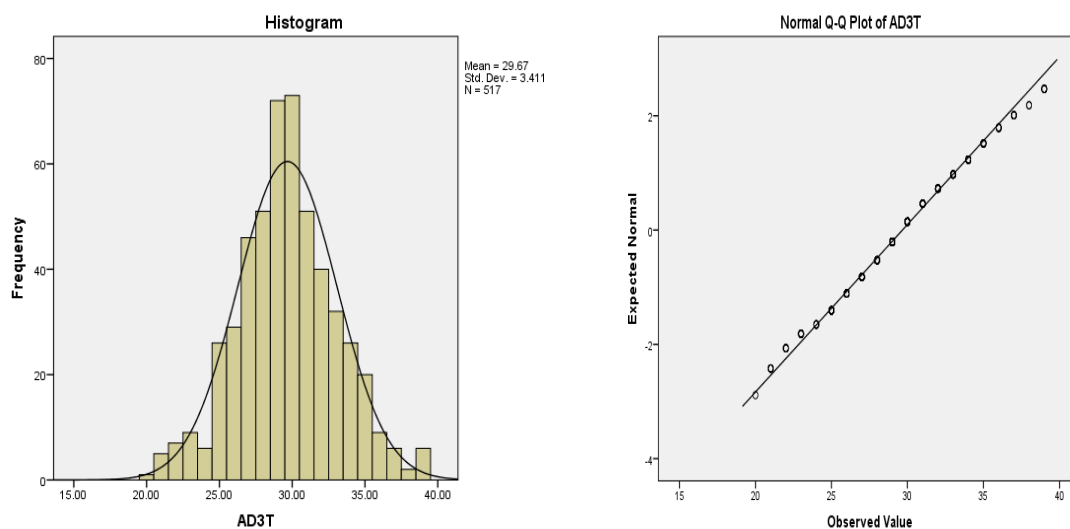 Histogram
Mean = 29.67
Std. Dev. = 3.411
N = 517
80
60
40
20
0
Frequency
15.00 20.00 25.00 30.00 35.00 40.00
AD3T
Normal Q-Q Plot of AD3T
2
0
-2
-4
Expected Normal
15 20 25 30 35 40
Observed Value